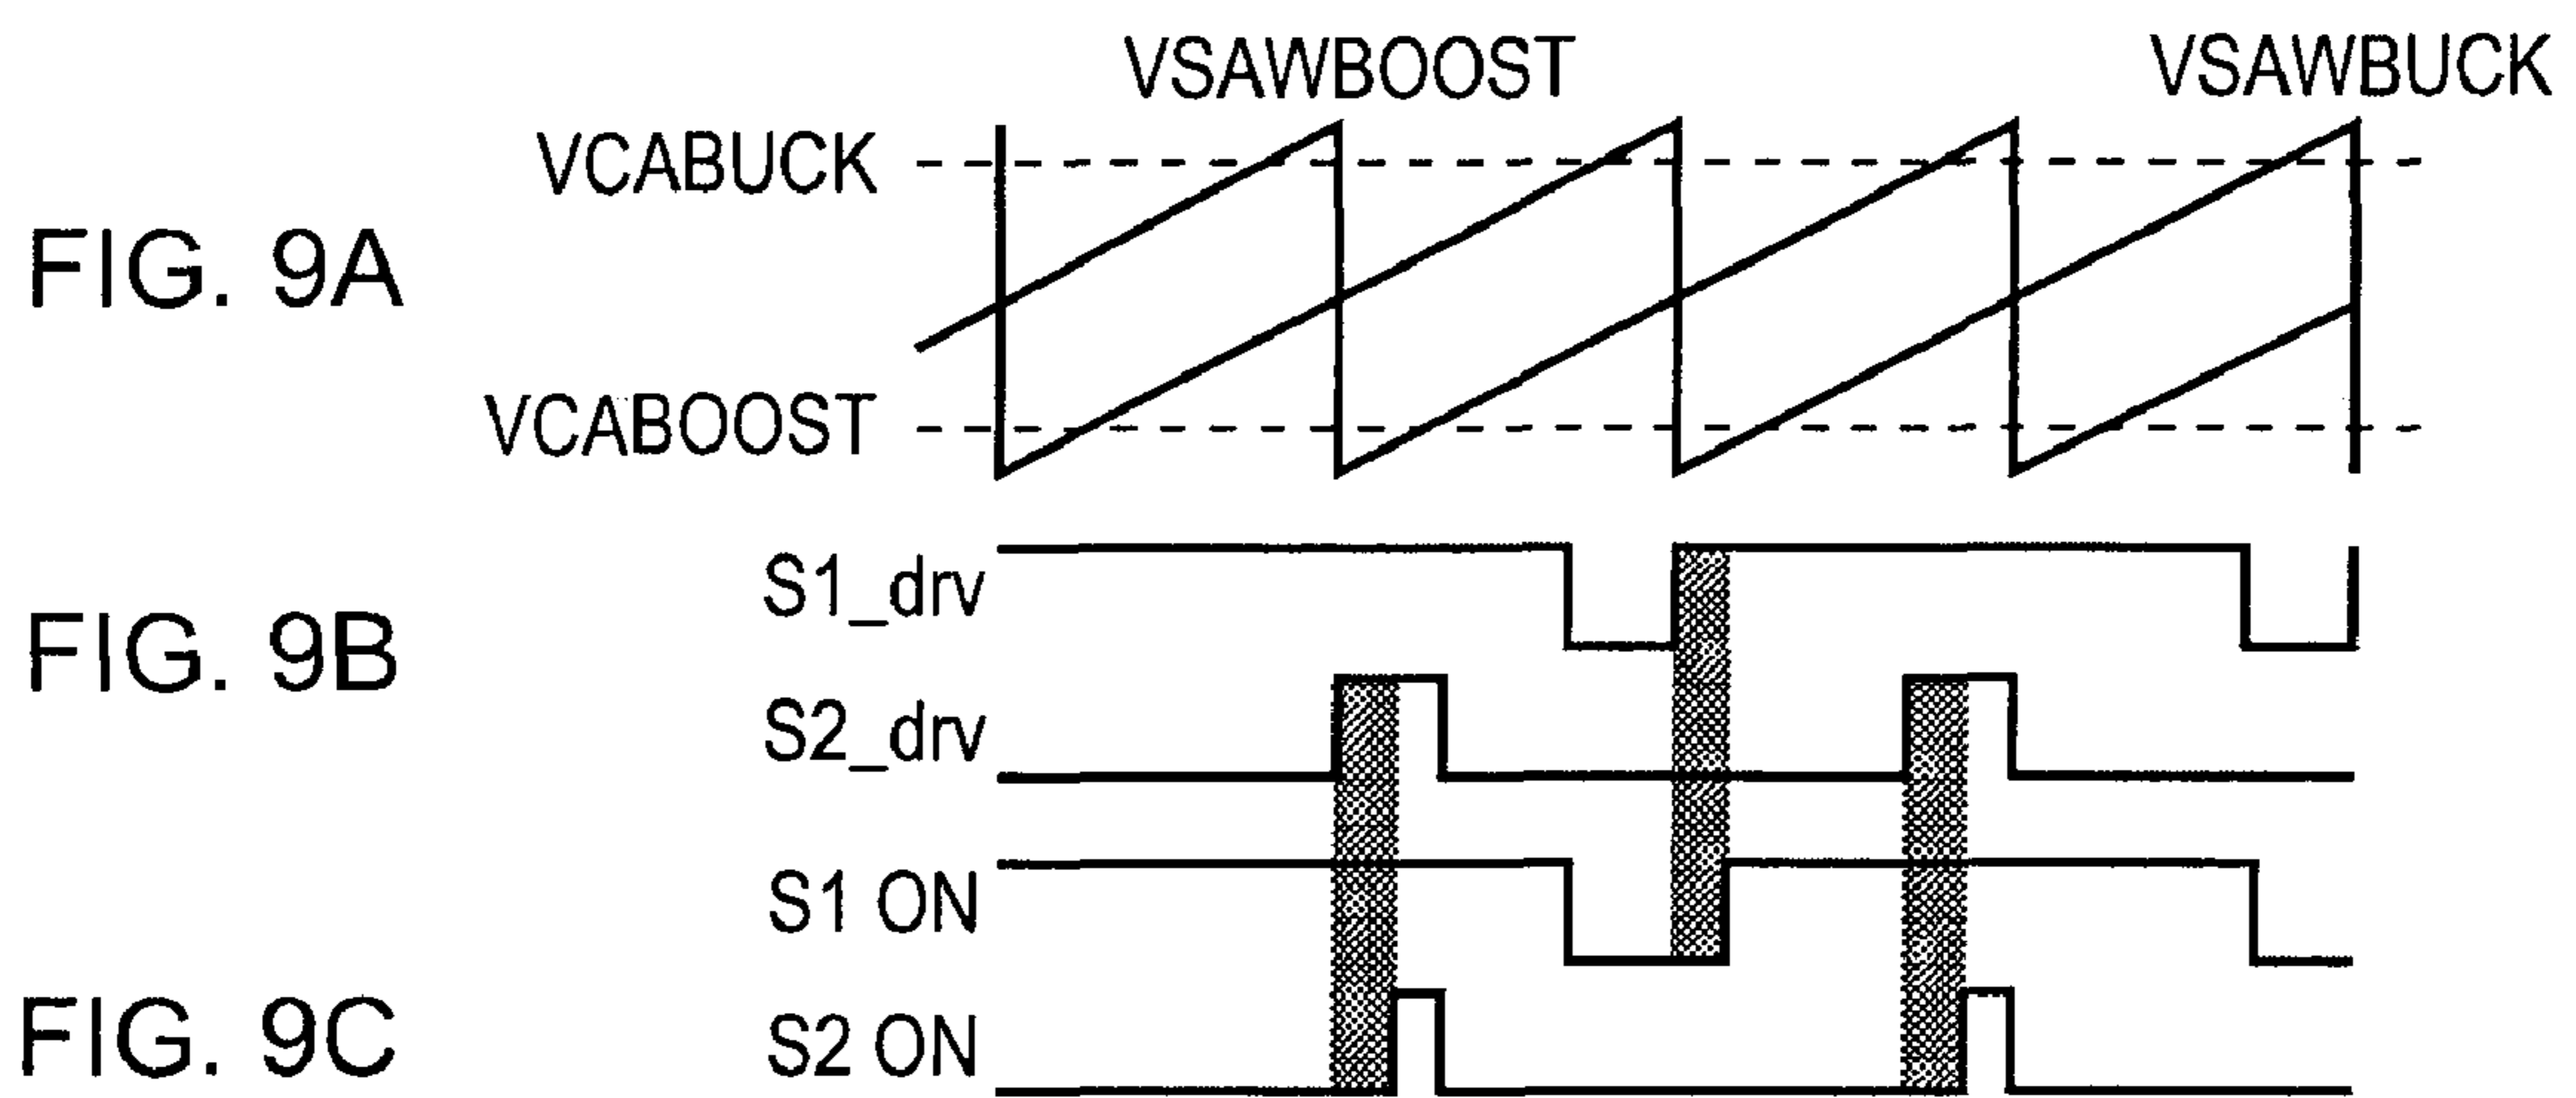 VSAWBOOST
VSAWBUCK
VCABUCK
FIG. 9A
VCABOOST
S1_drv
FIG. 9B
S2_drv
S1 ON
FIG. 9C
S2 ON